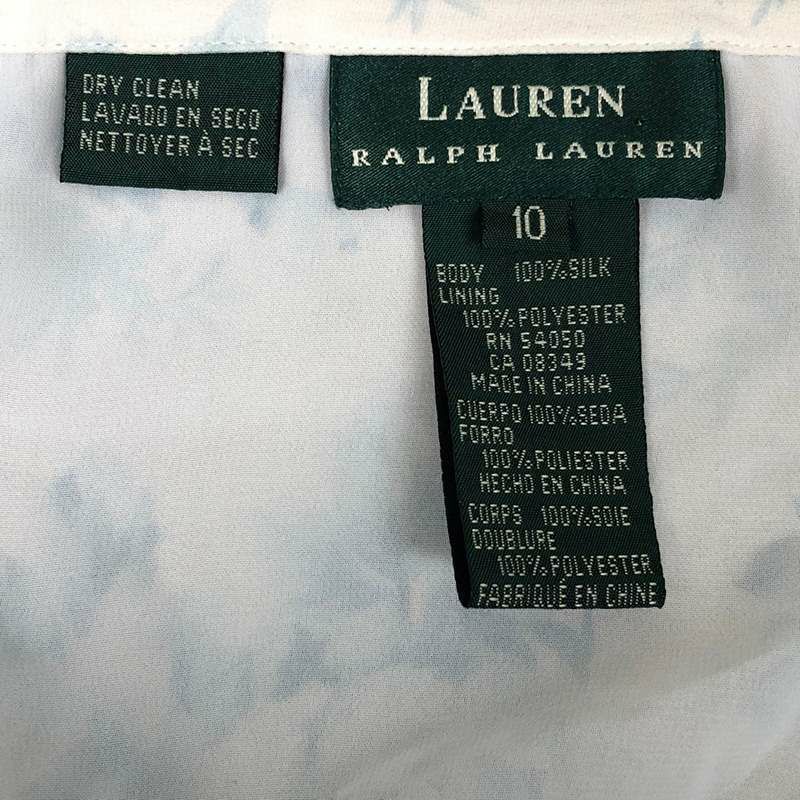 DRY CLEAN
LAVADO EN SECO
NETTOYER À SEC
LAUREN
RALPH LAUREN
10
BODY 100% SILK
LINING
100% POLYESTER
RN 54050
CA 08349
MADE IN CHINA
CUERPO 100% SEDA
FORRO
100% POLIESTER
HECHO EN CHINA
CORPS 100% SOIE
DOUBLURE
100% POLYESTER
FABRIQUÉ EN CHINE